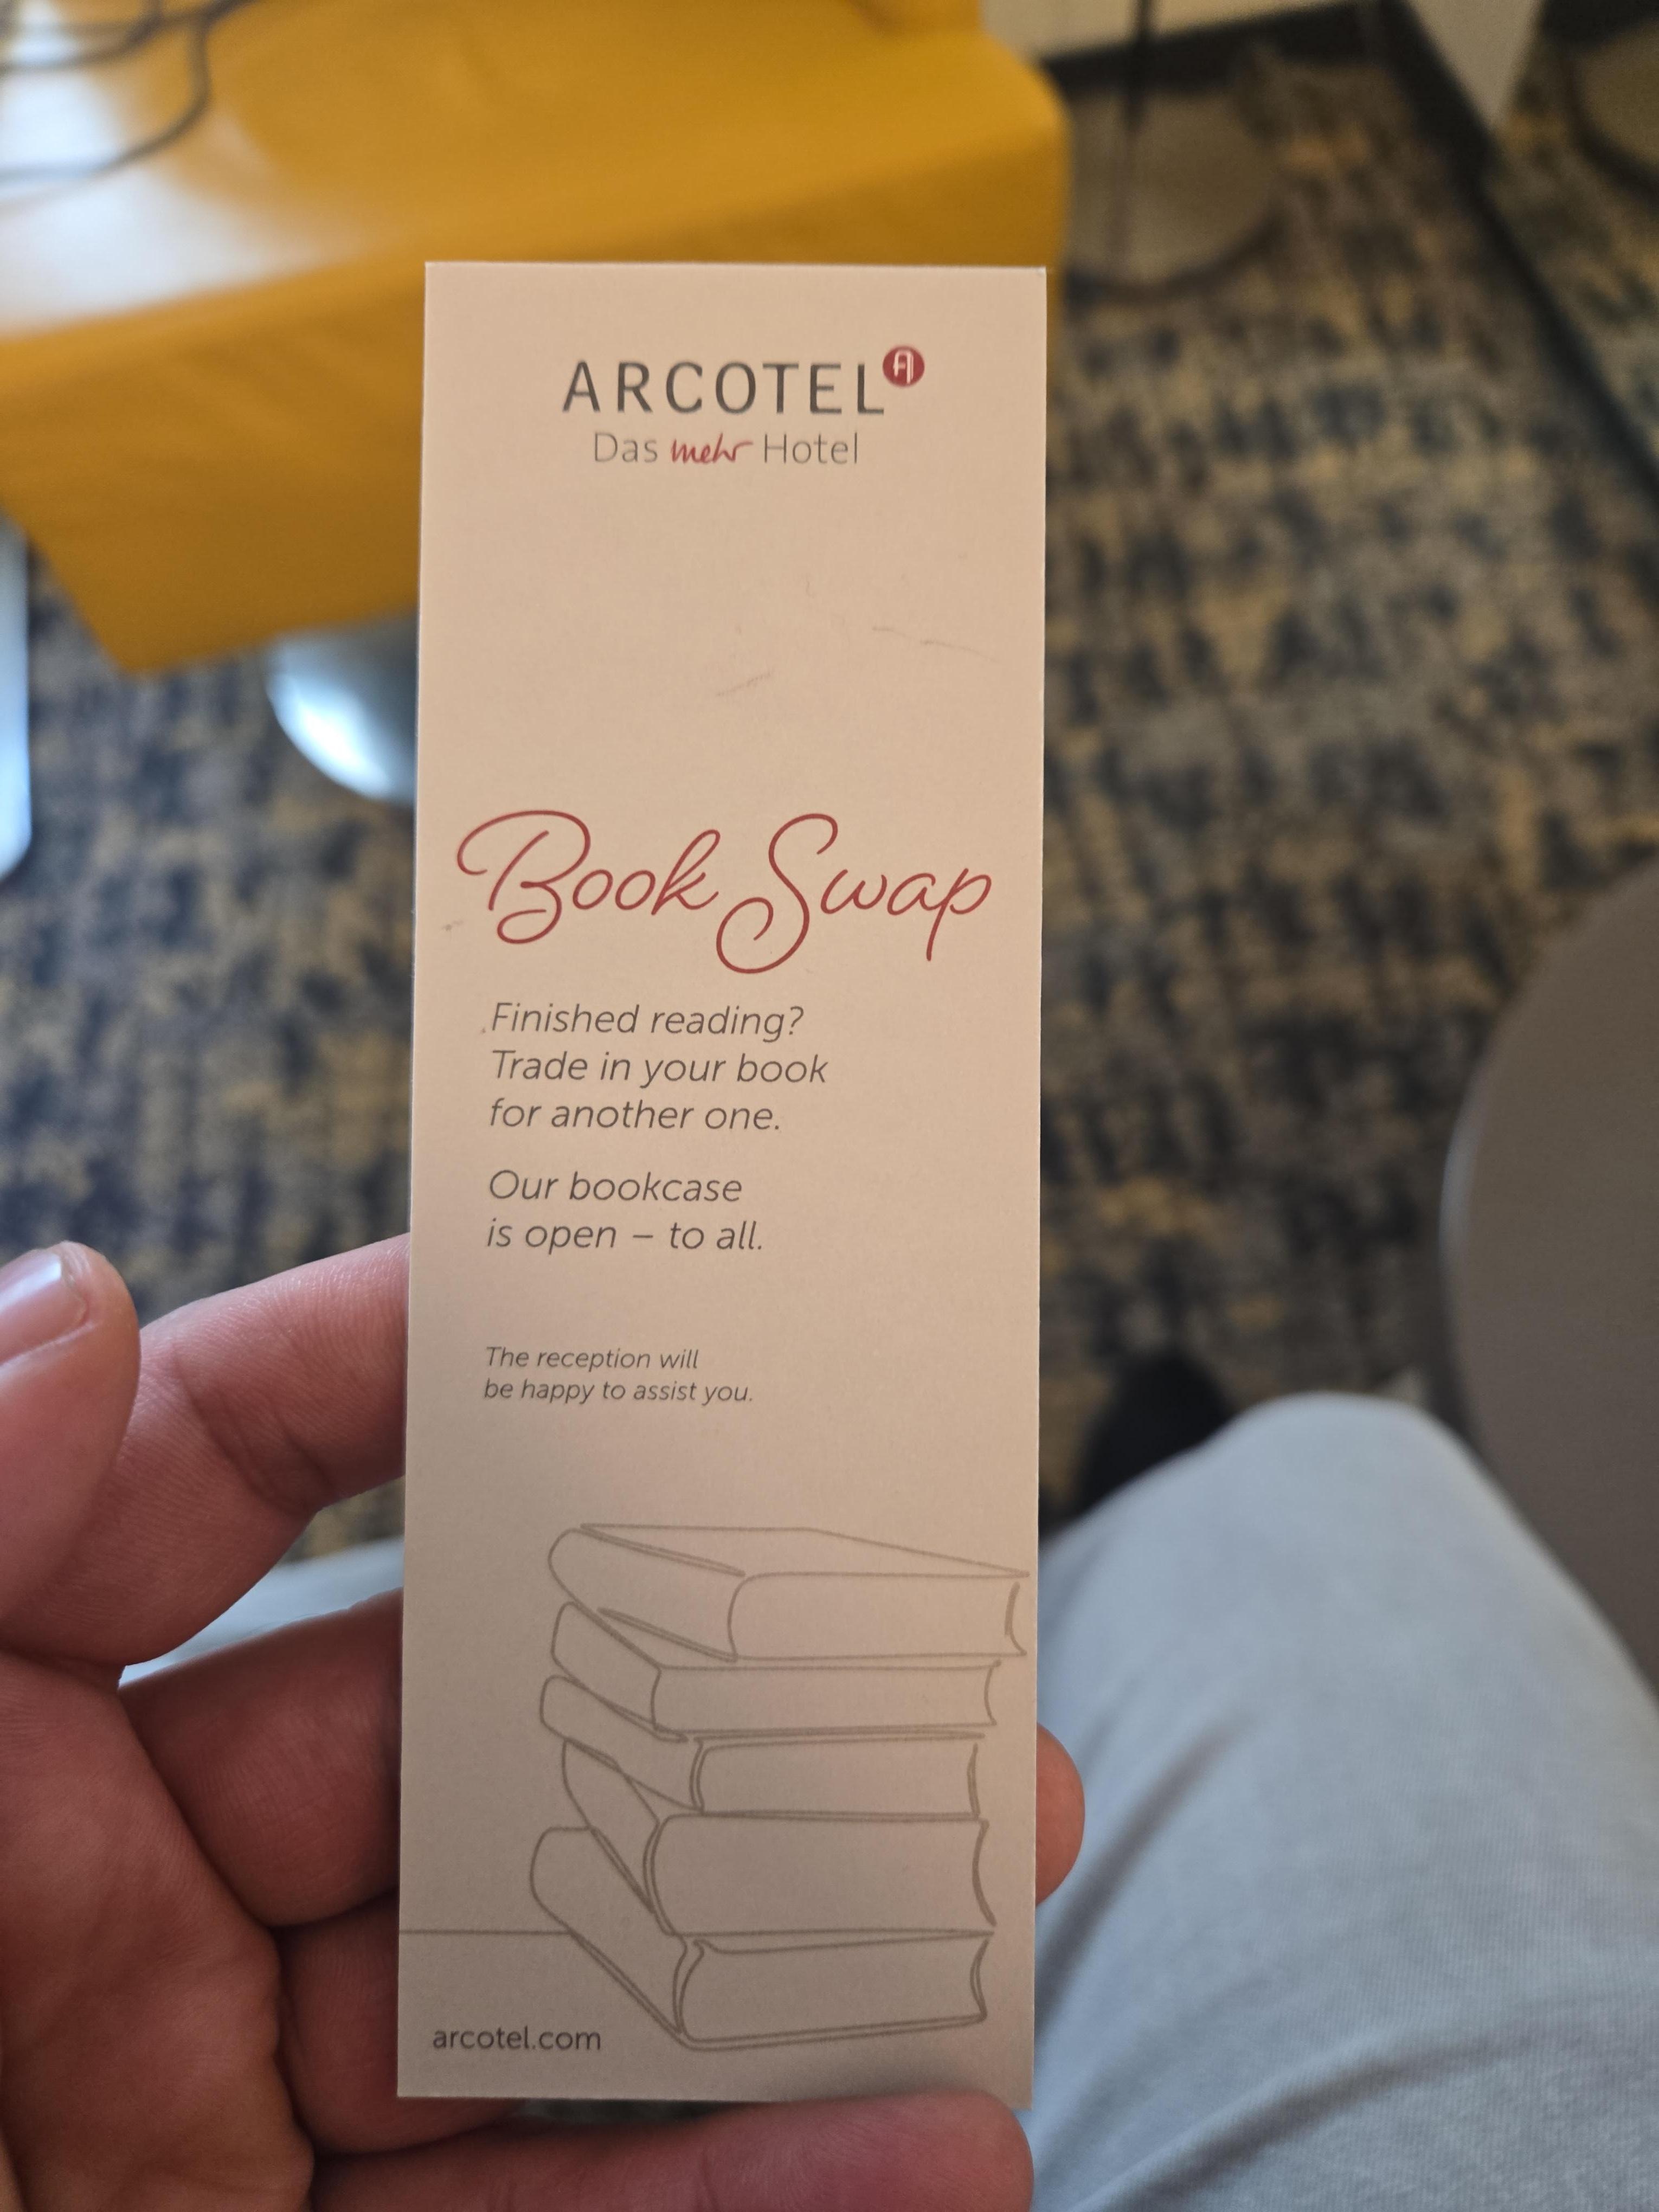 ARCOTEL
Das mehr Hotel
Book Swap
Finished reading?
Trade in your book
for another one.
Our bookcase
is open – to all.
The reception will
be happy to assist you.
arcotel.com